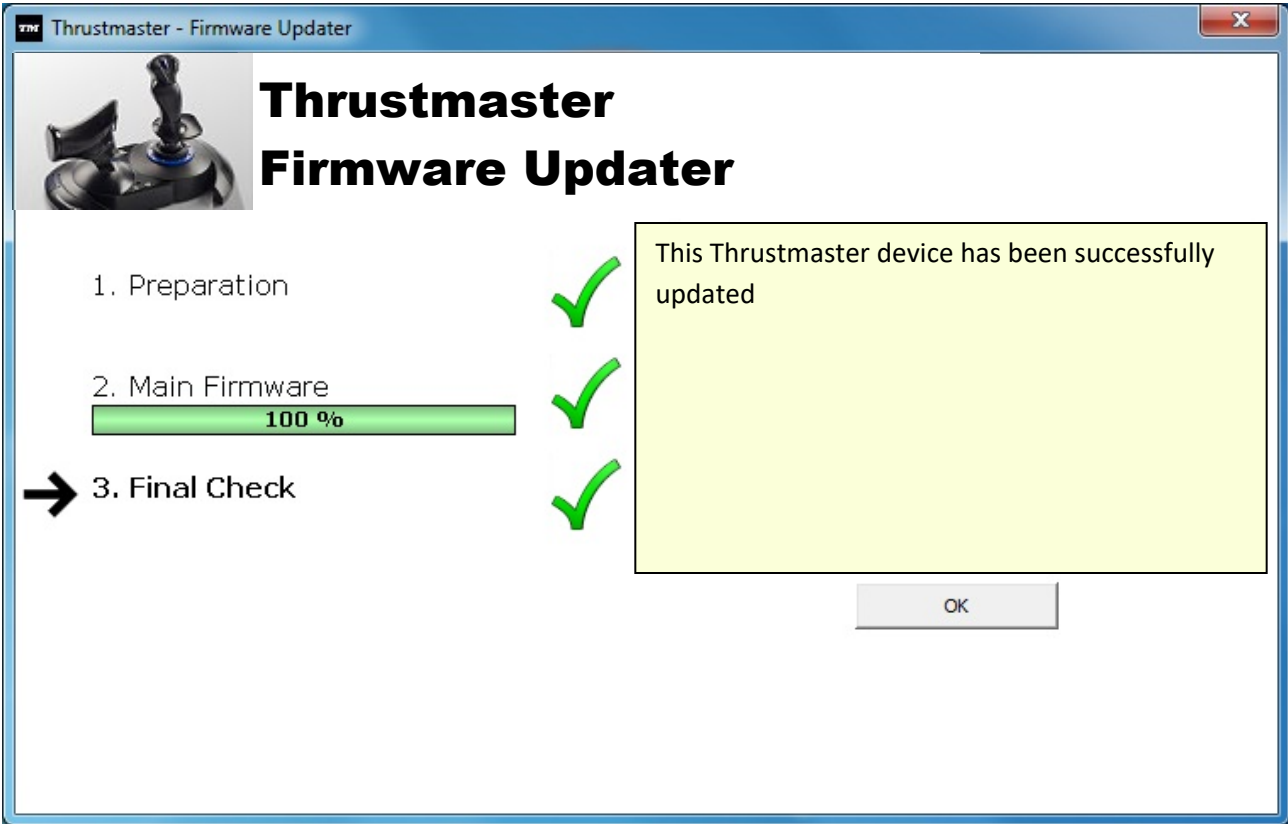 TM Thrustmaster - Firmware Updater
Thrustmaster
Firmware Updater
1. Preparation
2. Main Firmware
100 %
3. Final Check
This Thrustmaster device has been successfully
updated
OK